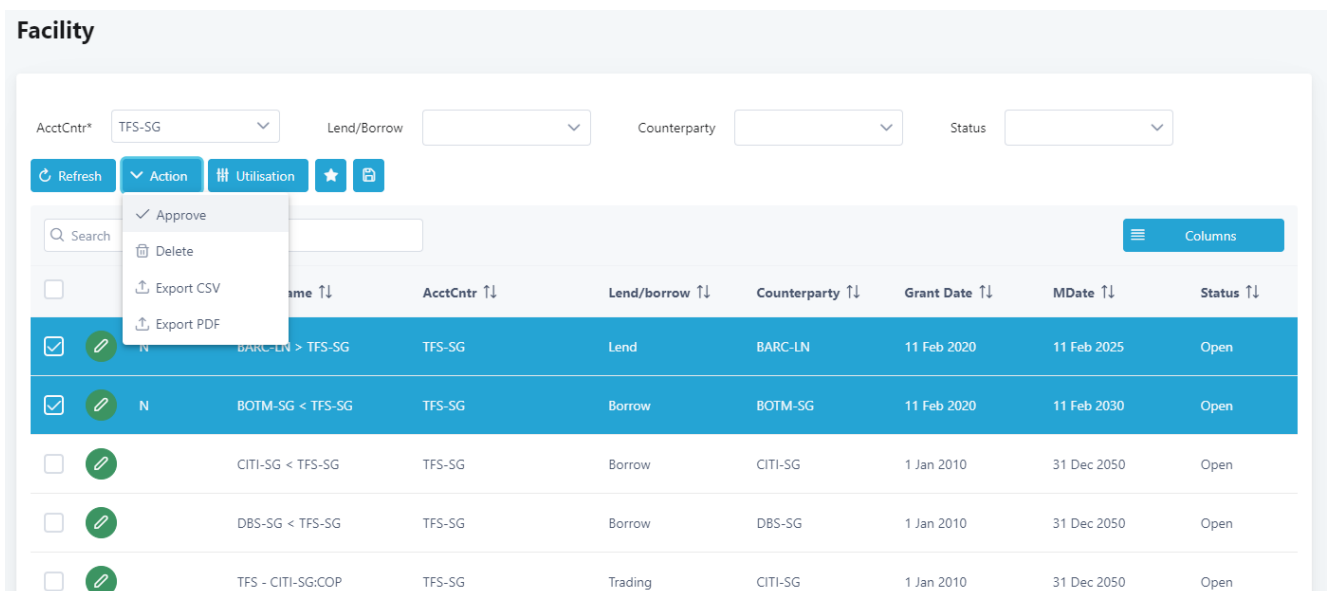 Facility
AcctCntr* TFS-SG Lend/Borrow Counterparty Status
Refresh Action Utilisation
Approve
Search Columns
Delete
Export CSV
AcctCntr Lend/borrow Counterparty Grant Date MDate Status
Export PDF
N BARC-LN > TFS-SG TFS-SG Lend BARC-LN 11 Feb 2020 11 Feb 2025 Open
N BOTM-SG < TFS-SG TFS-SG Borrow BOTM-SG 11 Feb 2020 11 Feb 2030 Open
CITI-SG < TFS-SG TFS-SG Borrow CITI-SG 1 Jan 2010 31 Dec 2050 Open
DBS-SG < TFS-SG TFS-SG Borrow DBS-SG 1 Jan 2010 31 Dec 2050 Open
TFS - CITI-SG:COP TFS-SG Trading CITI-SG 1 Jan 2010 31 Dec 2050 Open